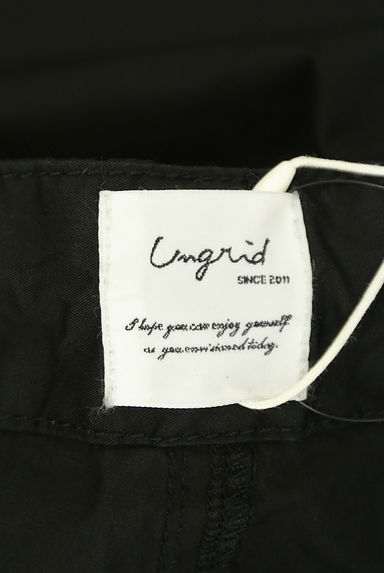 Ungrid
SINCE 2011
I hope you can enjoy yourself
as you envisioned today.